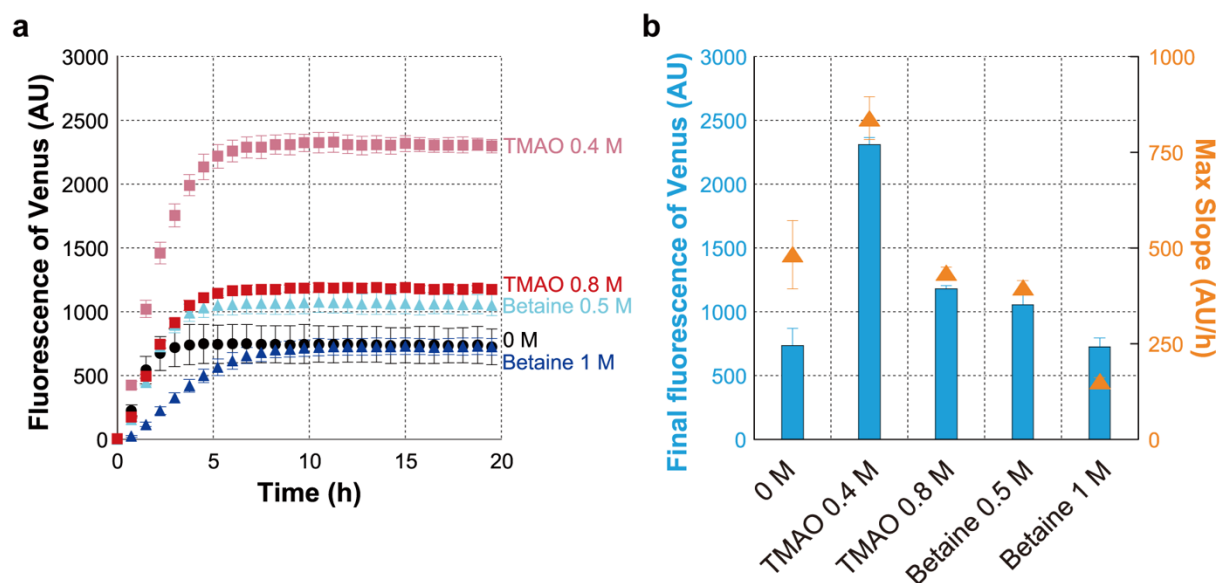 a
Fluorescence of Venus (AU)
3000
2500
2000
1500
1000
500
0
0
5
10
15
20
Time (h)
TMAO 0.4 M
TMAO 0.8 M
Betaine 0.5 M
0 M
Betaine 1 M
b
Final fluorescence of Venus (AU)
3000
2500
2000
1500
1000
500
0
1000
750
500
250
0
Max Slope (AU/h)
0 M
TMAO 0.4 M
TMAO 0.8 M
Betaine 0.5 M
Betaine 1 M